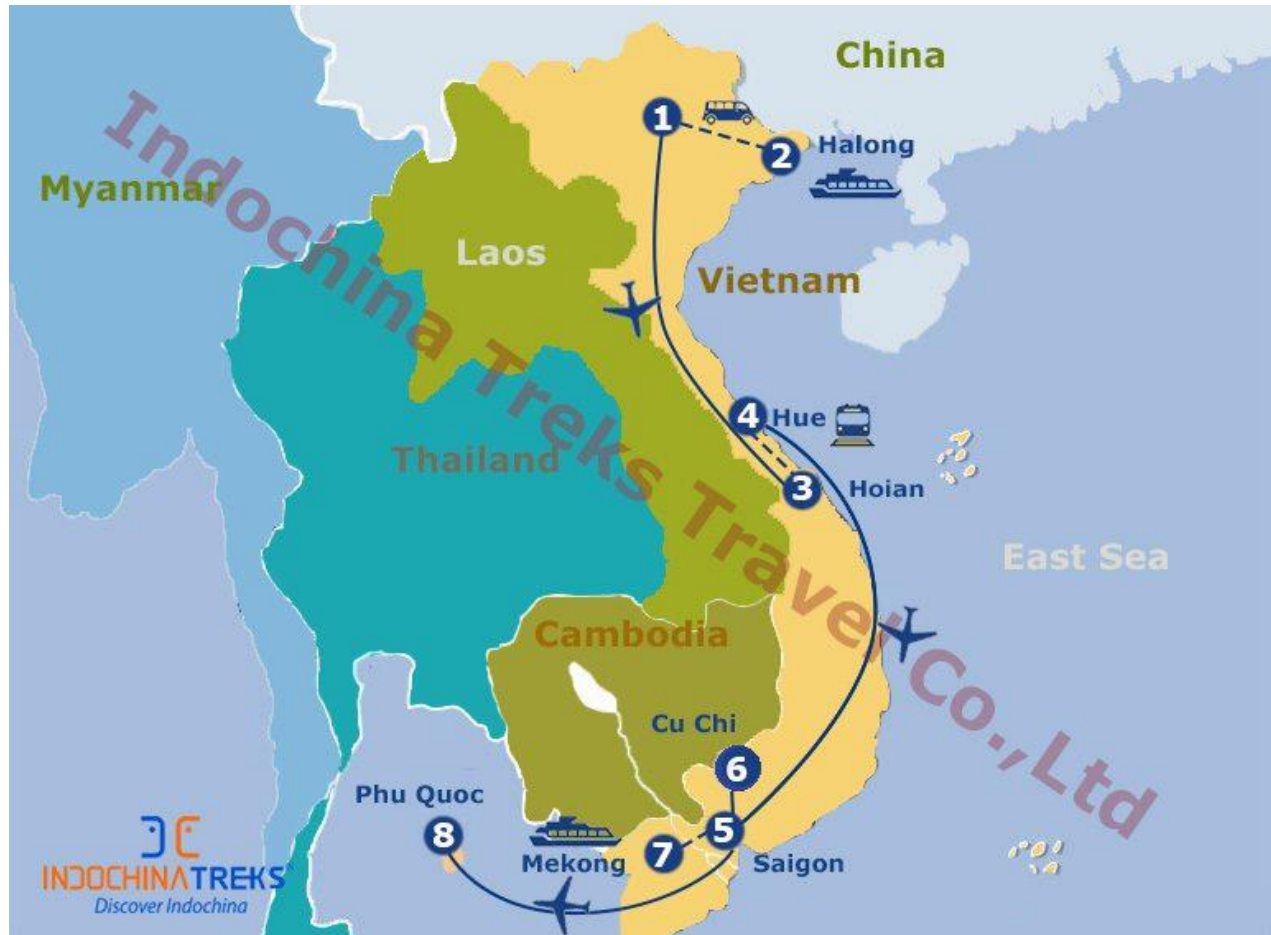 China
1
2
Halong
Myanmar
Laos
Vietnam
4
Hue
Thailand
3
Hoian
East Sea
Cambodia
Cu Chi
6
Phu Quoc
8
5
7
Mekong
Saigon
Indochina Treks Travel Co.,Ltd
INDOCHINATREKS
Discover Indochina